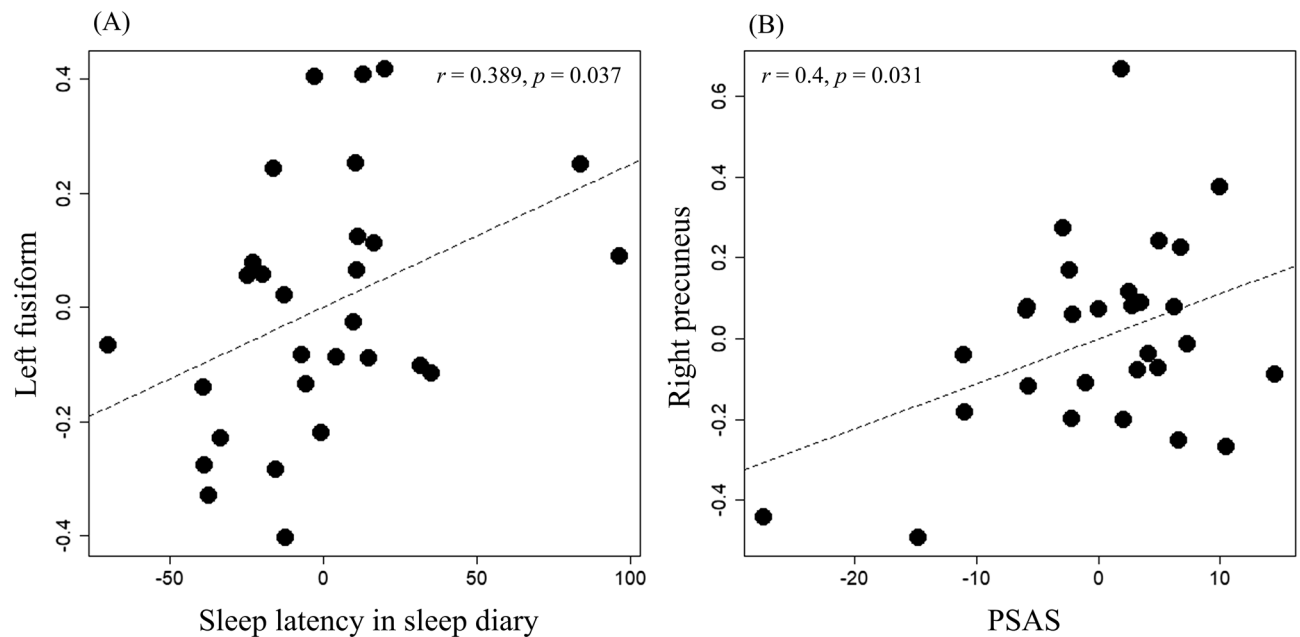 (A)
r = 0.389, p = 0.037
Left fusiform
0.4
0.2
0.0
-0.2
-0.4
-50
0
50
100
Sleep latency in sleep diary
(B)
r = 0.4, p = 0.031
Right precuneus
0.6
0.4
0.2
0.0
-0.2
-0.4
-20
-10
0
10
PSAS